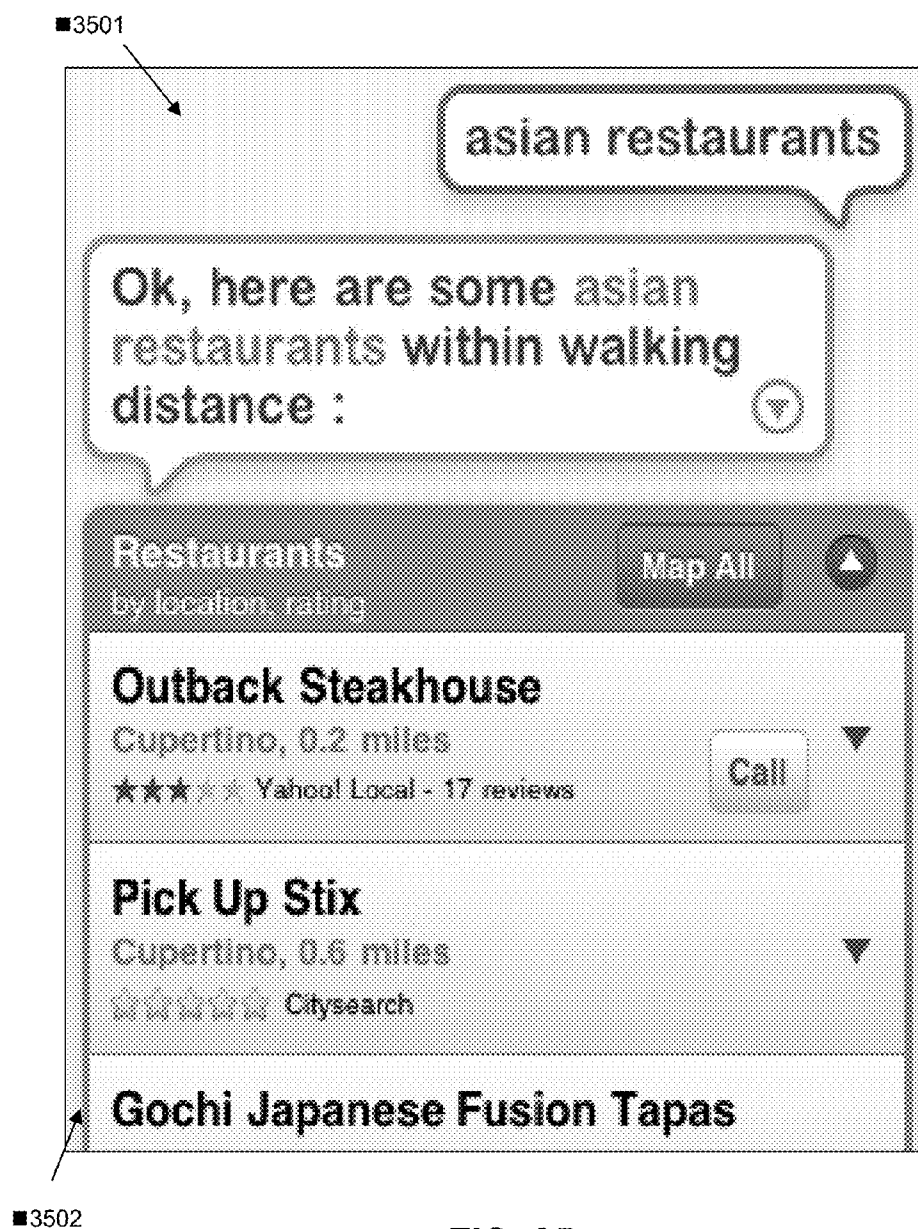 ■3501
asian restaurants
Ok, here are some asian
restaurants within walking
distance :
Restaurants
by location, rating
Map All
Outback Steakhouse
Cupertino, 0.2 miles
Yahoo! Local - 17 reviews
Call
Pick Up Stix
Cupertino, 0.6 miles
Citysearch
Gochi Japanese Fusion Tapas
■3502